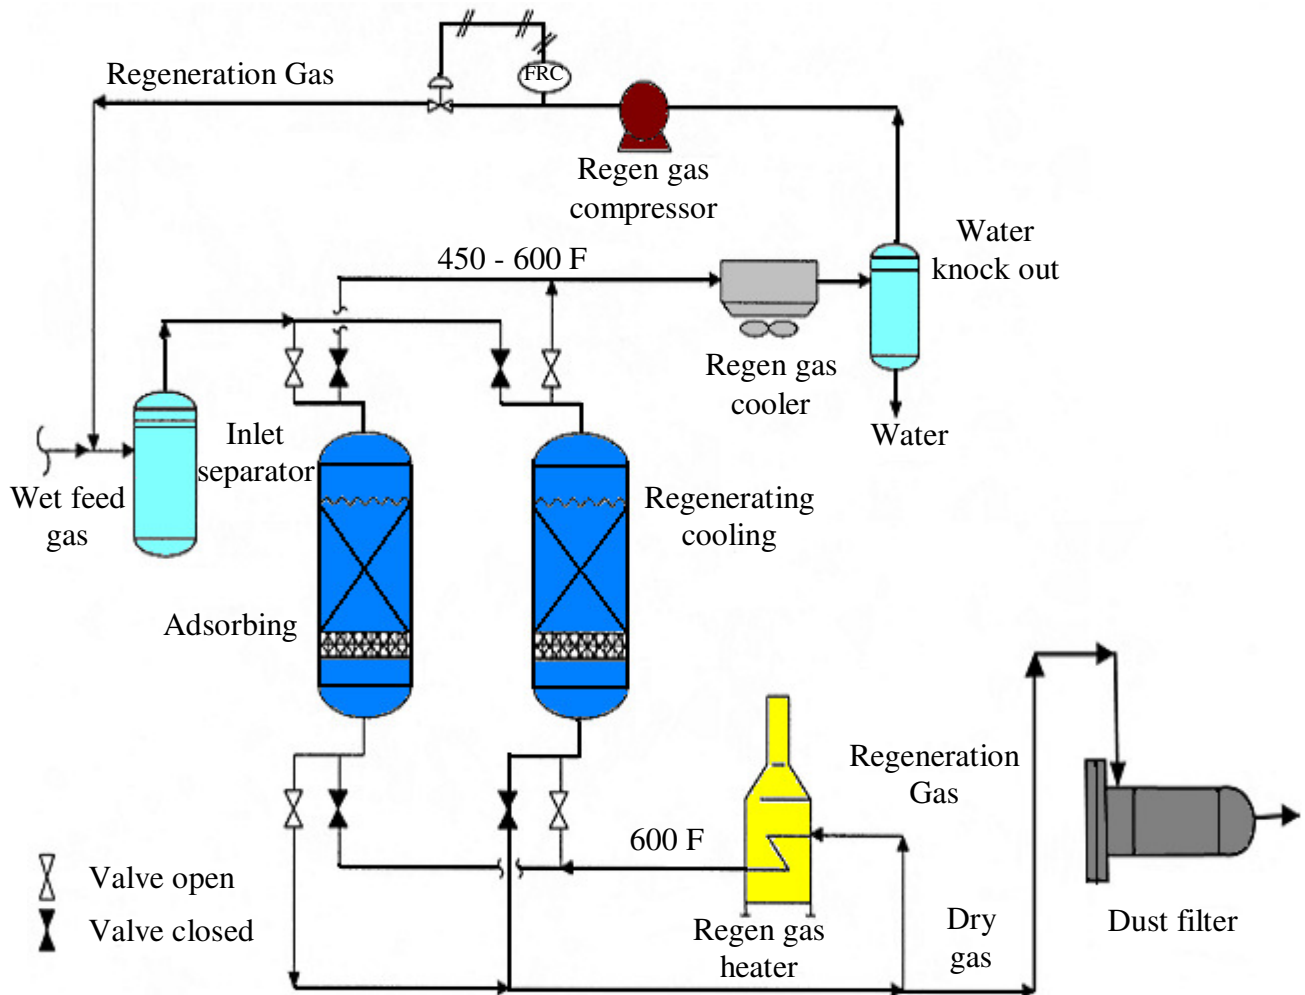 FRC
Regeneration Gas
Regen gas
compressor
Water
knock out
450 - 600 F
Regen gas
cooler
Water
Inlet
separator
Wet feed
gas
Regenerating
cooling
Adsorbing
Regeneration
Gas
600 F
Valve open
Valve closed
Regen gas
heater
Dry
gas
Dust filter